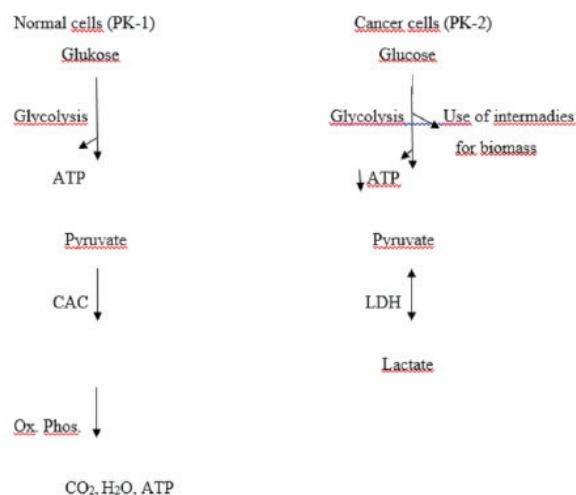 Normal cells (PK-1)
Glukose
Glycolysis
ATP
Pyruvate
CAC
Ox. Phos.
CO₂, H₂O, ATP
Cancer cells (PK-2)
Glucose
Glycolysis Use of intermadies
for biomass
ATP
Pyruvate
LDH
Lactate